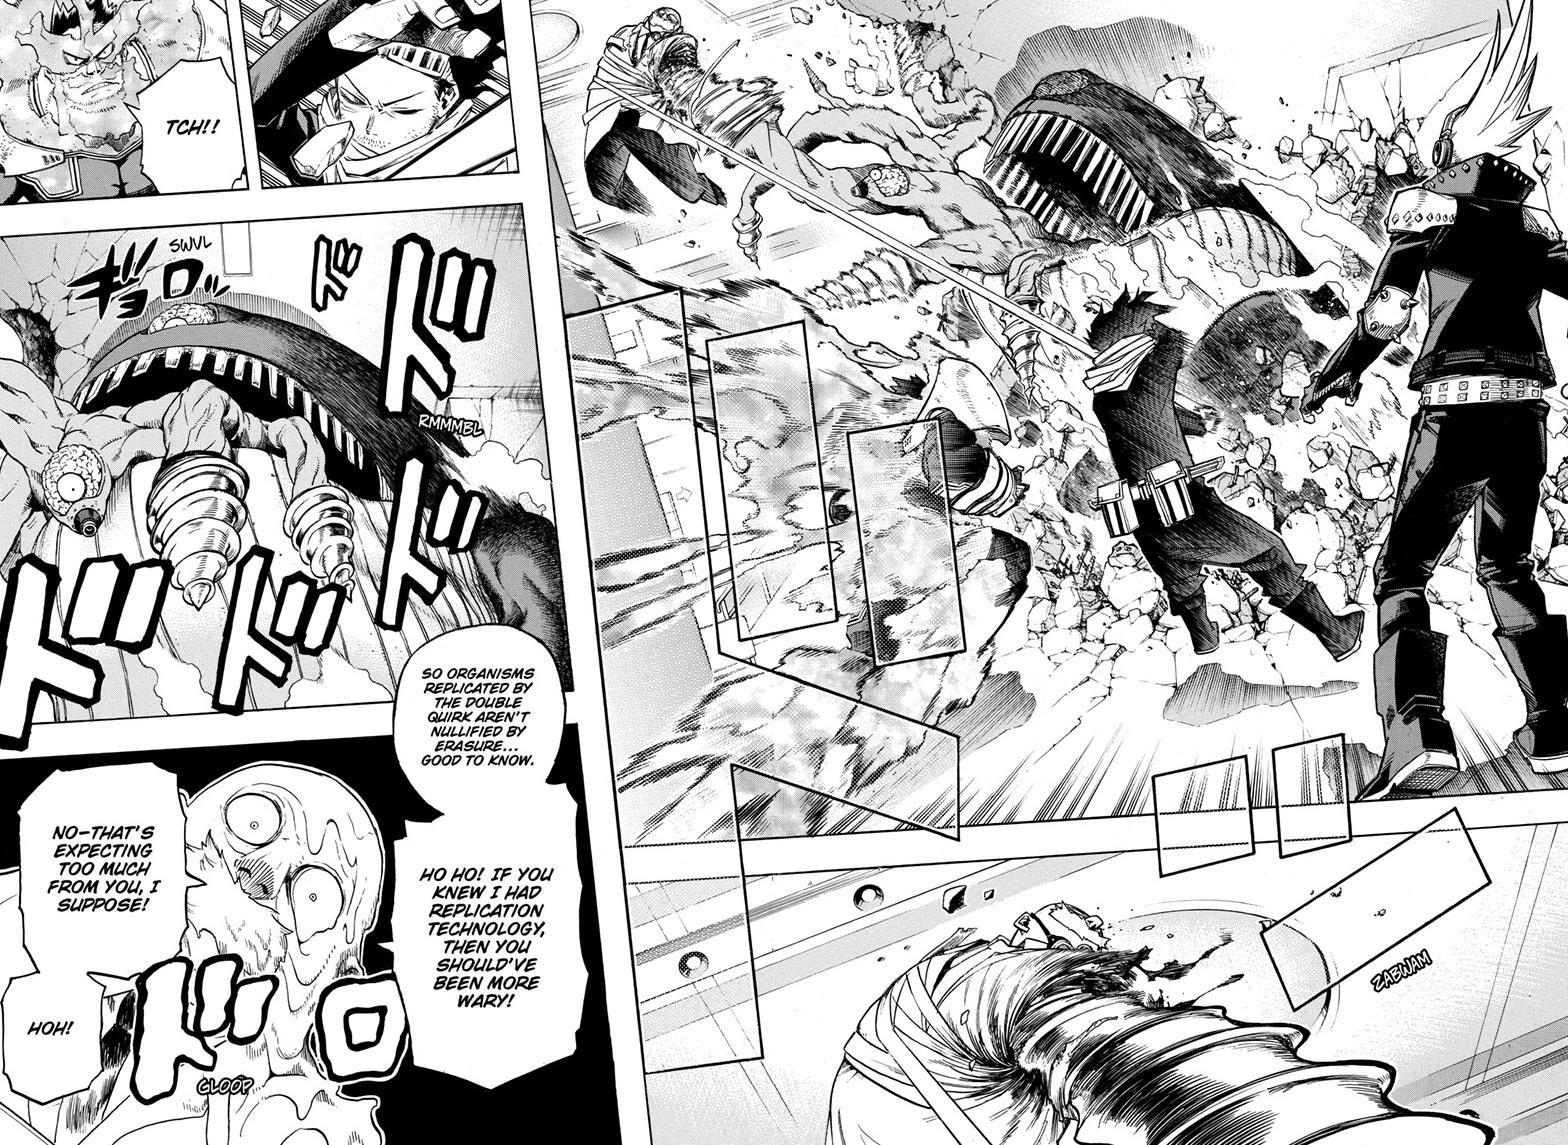 ZABWAM
TCH!!
SWVL
ギョロッ
ドドドドドド
RMMMBL
SO ORGANISMS
REPLICATED BY
THE DOUBLE
QUIRK AREN'T
NULLIFIED BY
ERASURE...
GOOD TO KNOW.
HO HO! IF YOU
KNEW I HAD
REPLICATION
TECHNOLOGY,
THEN YOU
SHOULD'VE
BEEN MORE
WARY!
NO-THAT'S
EXPECTING
TOO MUCH
FROM YOU, I
SUPPOSE!
HOH!
ドロ
GLOOP